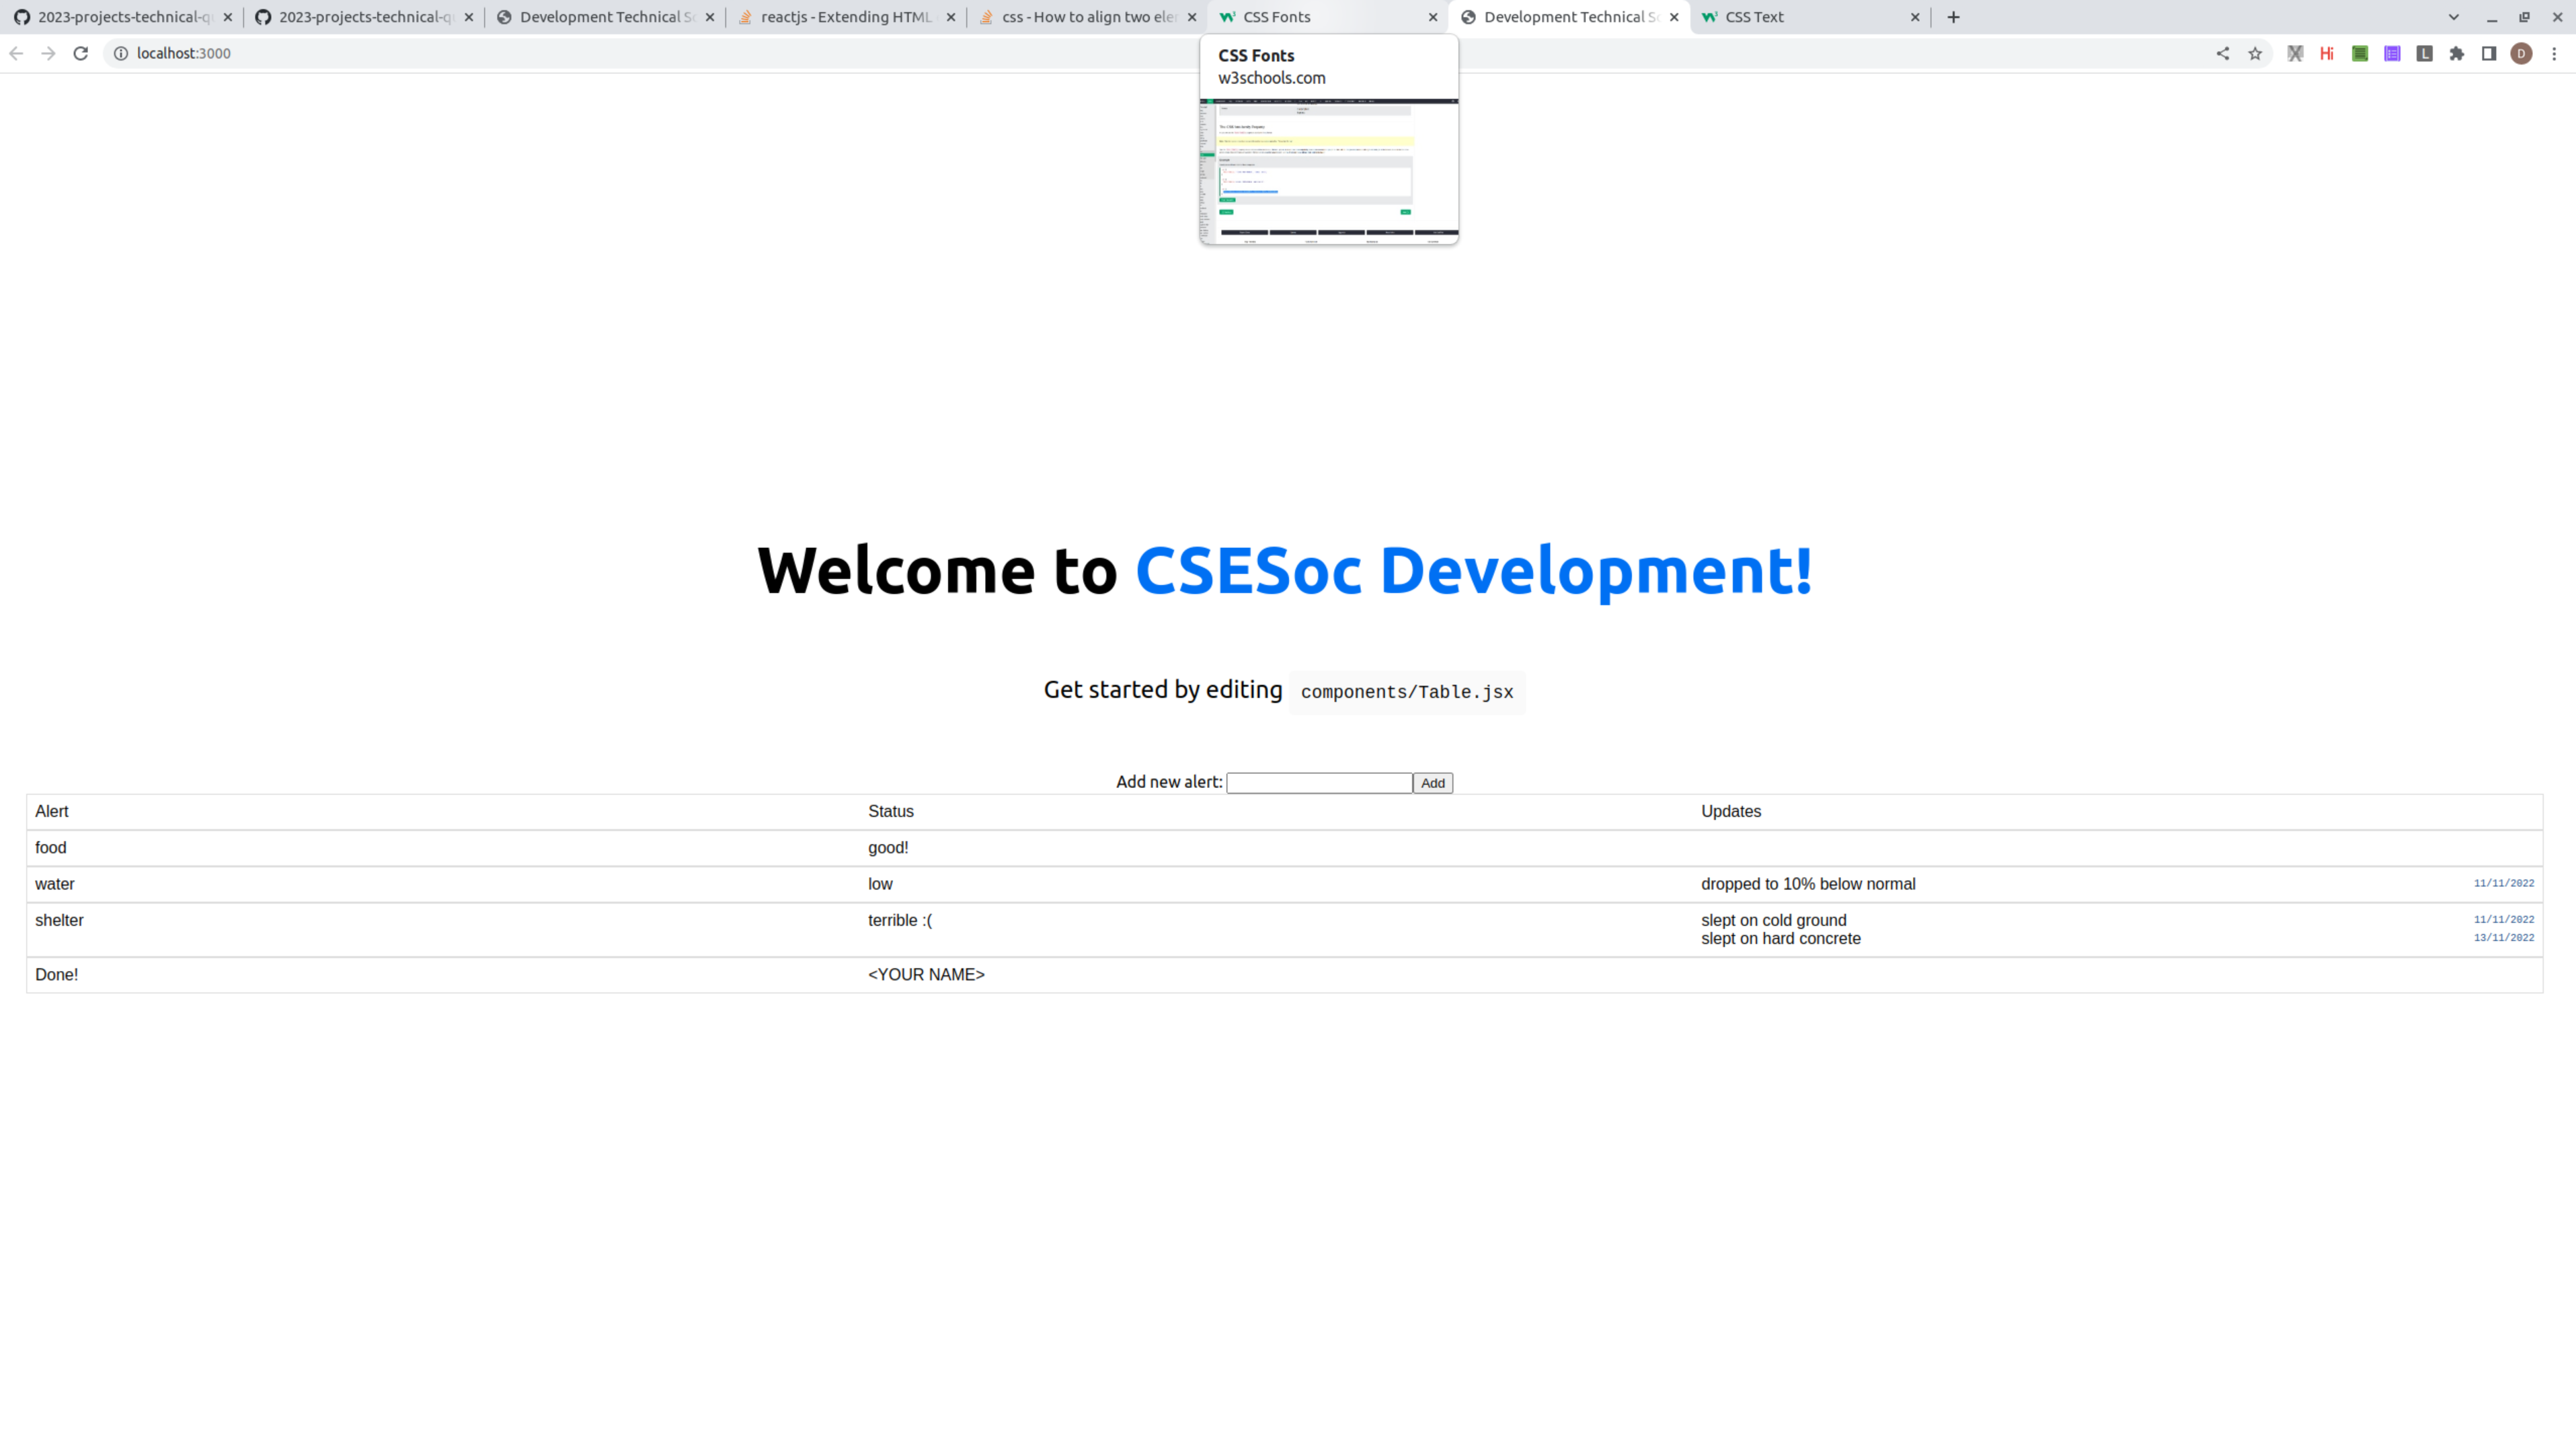 2023-projects-technical-q
2023-projects-technical-q
Development Technical S
reactjs - Extending HTML
css - How to align two ele
CSS Fonts
Development Technical S
CSS Text
localhost:3000
Hi
L
D
CSS Fonts
w3schools.com
Welcome to CSESoc Development!
Get started by editing components/Table.jsx
Add new alert: Add
Alert Status Updates
food good!
water low dropped to 10% below normal 11/11/2022
shelter terrible :( slept on cold ground 11/11/2022
slept on hard concrete 13/11/2022
Done! <YOUR NAME>